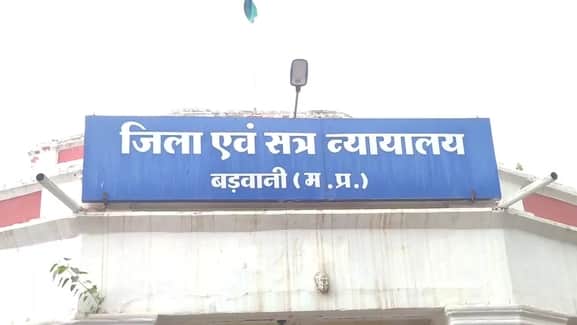 जिला एवं सत्र न्यायालय
बड़वानी (म .प्र.)